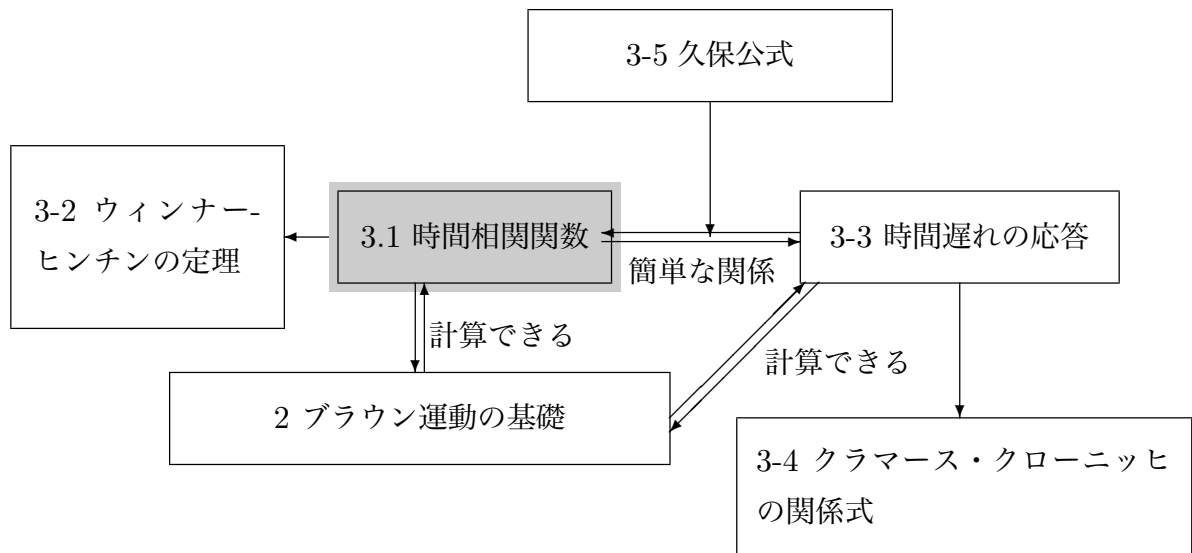 3-5 久保公式
3-2 ウィンナー-
ヒンチンの定理
3.1 時間相関関数
3-3 時間遅れの応答
簡単な関係
計算できる
計算できる
2 ブラウン運動の基礎
3-4 クラマース・クローニッヒ
の関係式